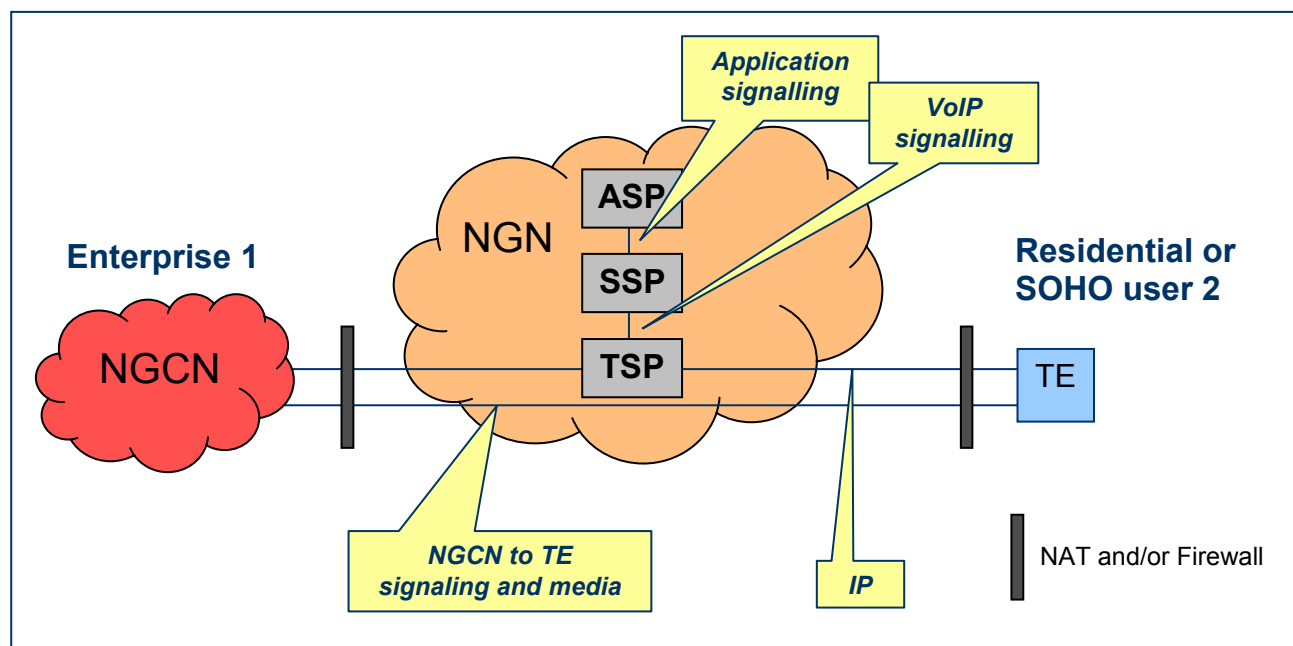 Application
signalling
VoIP
signalling
ASP
NGN
Enterprise 1
SSP
Residential or
SOHO user 2
NGCN
TSP
TE
NGCN to TE
signaling and media
IP
NAT and/or Firewall